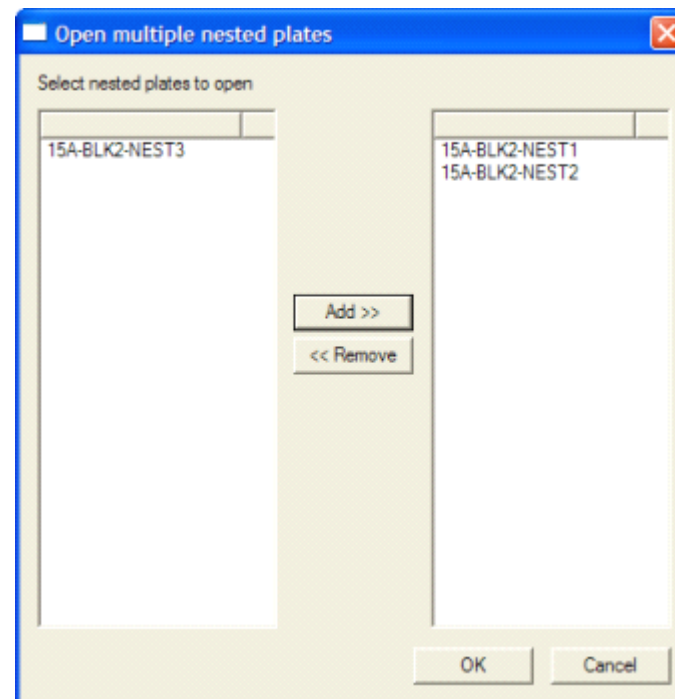 Open multiple nested plates
Select nested plates to open
15A-BLK2-NEST3
15A-BLK2-NEST1
15A-BLK2-NEST2
Add >>
<< Remove
OK
Cancel